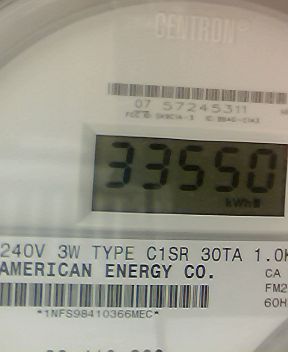 CENTRON®
07 57245311
33550
kWh
240V 3W TYPE C1SR 30TA 1.0K
AMERICAN ENERGY CO.
CA
FM2
60H
*1NFS98410366MEC*